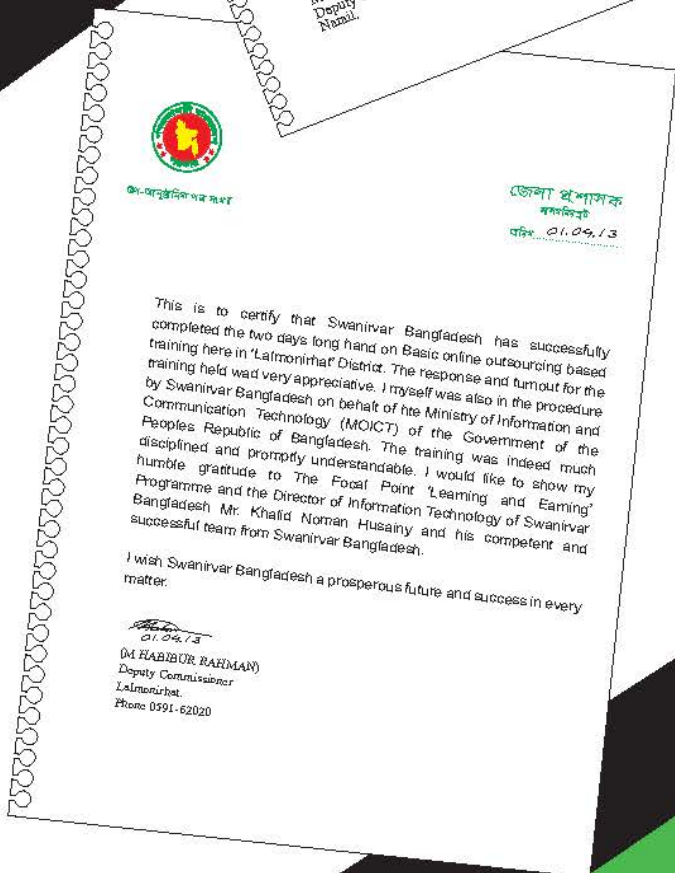 Deputy
Namil.
জেলা প্রশাসক
লালমনিরহাট
তারিখ 01.04.13
This is to certify that Swanirvar Bangladesh has successfully
completed the two days long hand on Basic online outsourcing based
training here in 'Lalmonirhat' District. The response and turnout for the
training held wad very appreciative. I myself was also in the procedure
by Swanirvar Bangladesh on behalf of hte Ministry of Information and
Communication Technology (MOICT) of the Government of the
Peoples Republic of Bangladesh. The training was indeed much
disciplined and promptly understandable. I would like to show my
humble gratitude to The Focal Point 'Learning and Earning'
Programme and the Director of Information Technology of Swanirvar
Bangladesh Mr. Khalid Noman Husainy and his competent and
successful team from Swanirvar Bangladesh.
I wish Swanirvar Bangladesh a prosperous future and success in every
matter.
01.04.13
(M HABIBUR RAHMAN)
Deputy Commissioner
Lalmonirhat.
Phone 0591-62020